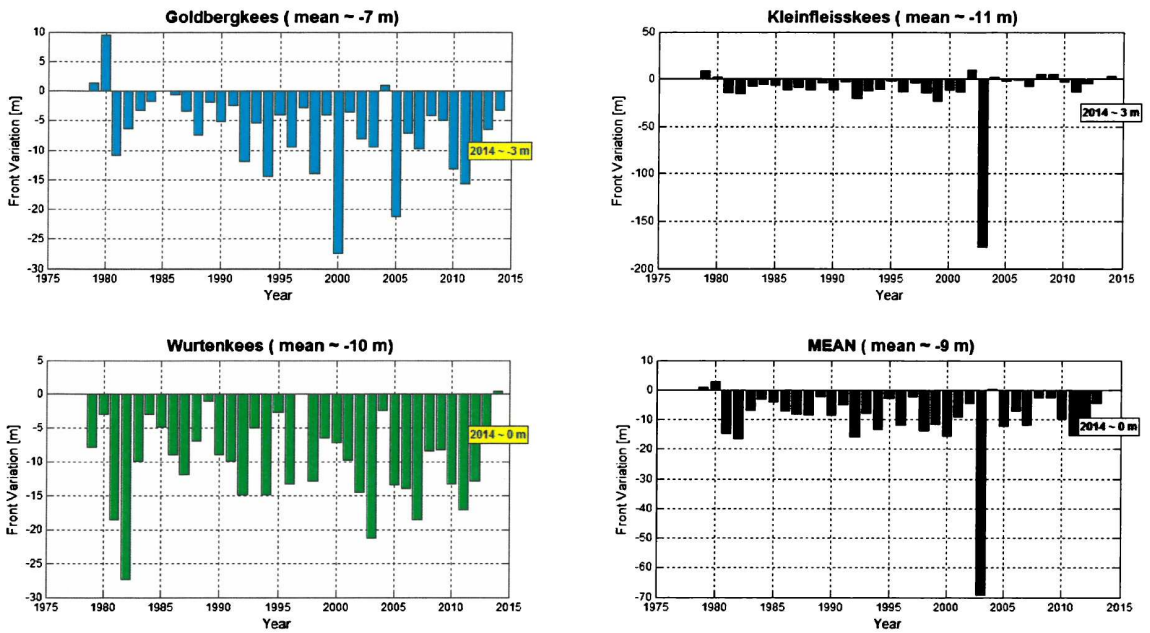 Goldbergkees ( mean ~ -7 m)
10
5
0
-5
-10
-15
-20
-25
-30
Front Variation [m]
2014 ~ -3 m
1975 1980 1985 1990 1995 2000 2005 2010 2015
Year
Kleinfleisskees ( mean ~ -11 m)
50
0
-50
-100
-150
-200
Front Variation [m]
2014 ~ 3 m
1975 1980 1985 1990 1995 2000 2005 2010 2015
Year
Wurtenkees ( mean ~ -10 m)
5
0
-5
-10
-15
-20
-25
-30
Front Variation [m]
2014 ~ 0 m
1975 1980 1985 1990 1995 2000 2005 2010 2015
Year
MEAN ( mean ~ -9 m)
10
0
-10
-20
-30
-40
-50
-60
-70
Front Variation [m]
2014 ~ 0 m
1975 1980 1985 1990 1995 2000 2005 2010 2015
Year